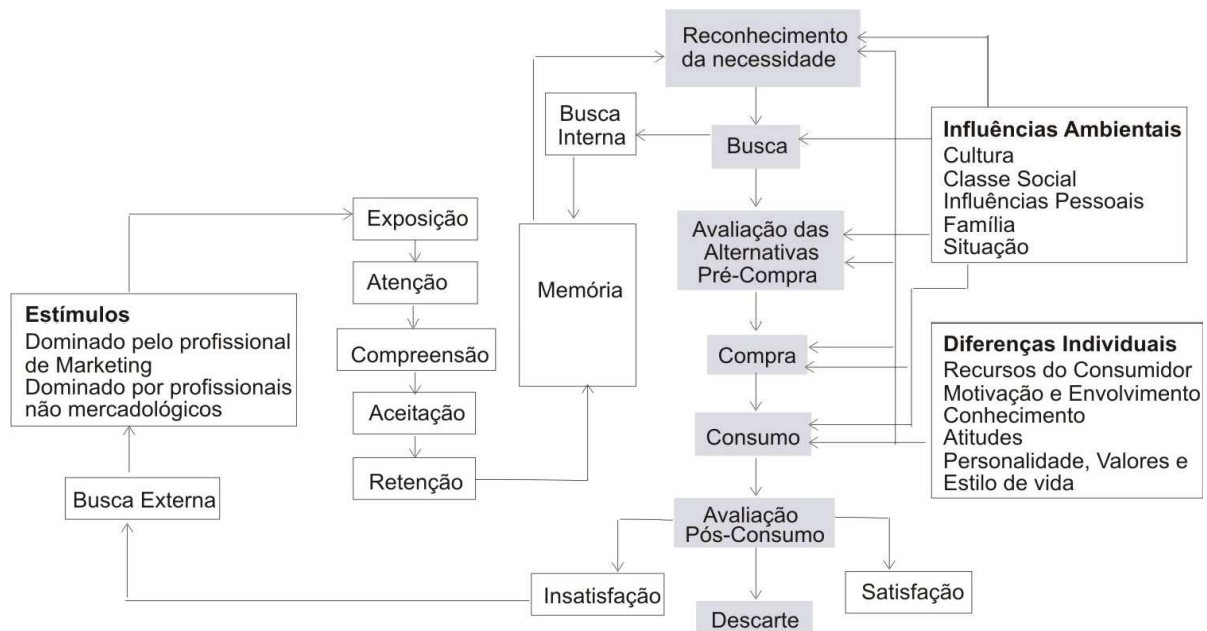 Reconhecimento
da necessidade
Busca
Interna
Busca
Influências Ambientais
Cultura
Classe Social
Influências Pessoais
Família
Situação
Exposição
Atenção
Compreensão
Aceitação
Retenção
Memória
Avaliação das
Alternativas
Pré-Compra
Estímulos
Dominado pelo profissional
de Marketing
Dominado por profissionais
não mercadológicos
Compra
Consumo
Diferenças Individuais
Recursos do Consumidor
Motivação e Envolvimento
Conhecimento
Atitudes
Personalidade, Valores e
Estilo de vida
Busca Externa
Avaliação
Pós-Consumo
Insatisfação
Satisfação
Descarte